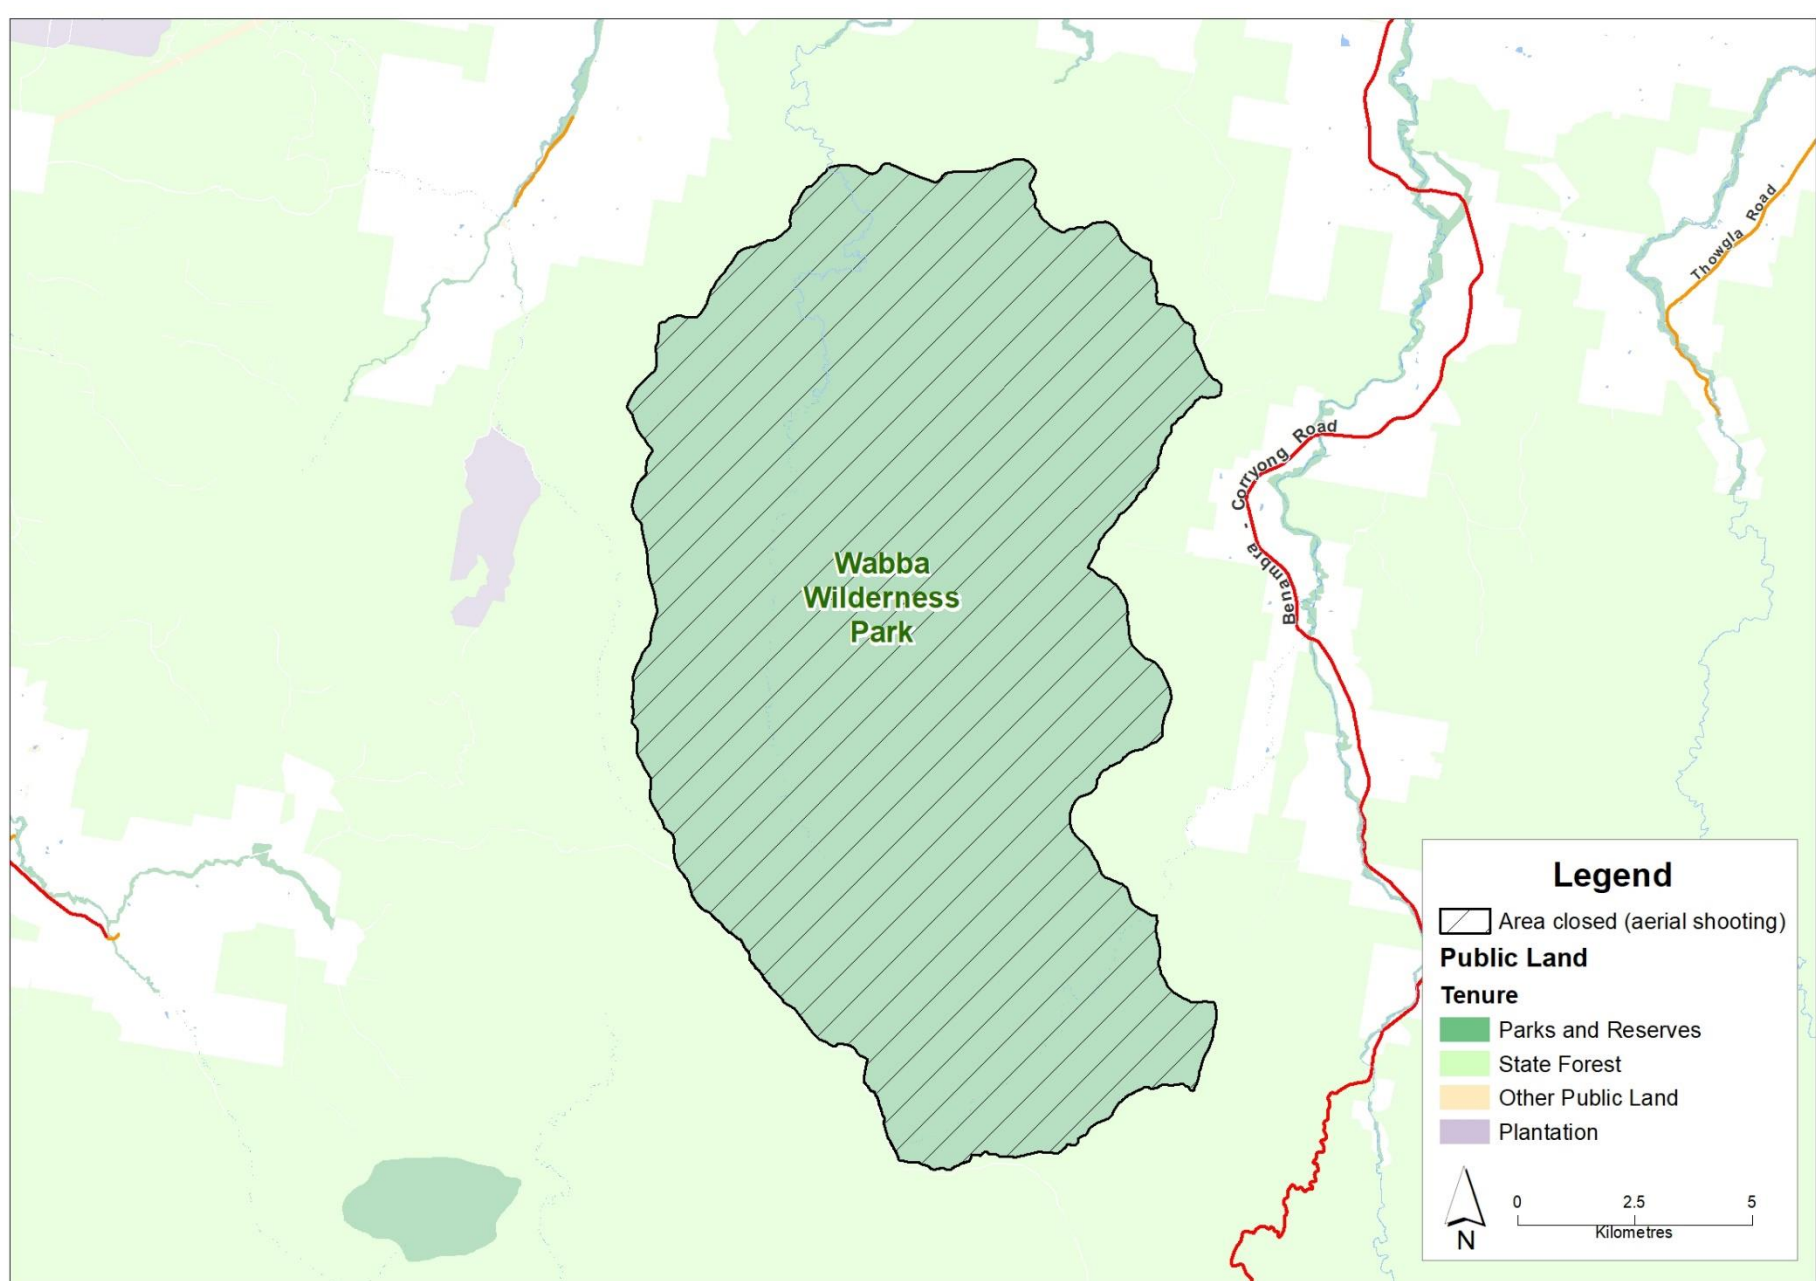 Thowgla Road
Benambra - Corryong Road
Wabba
Wilderness
Park
Legend
Area closed (aerial shooting)
Public Land
Tenure
Parks and Reserves
State Forest
Other Public Land
Plantation
N
0 2.5 5
Kilometres